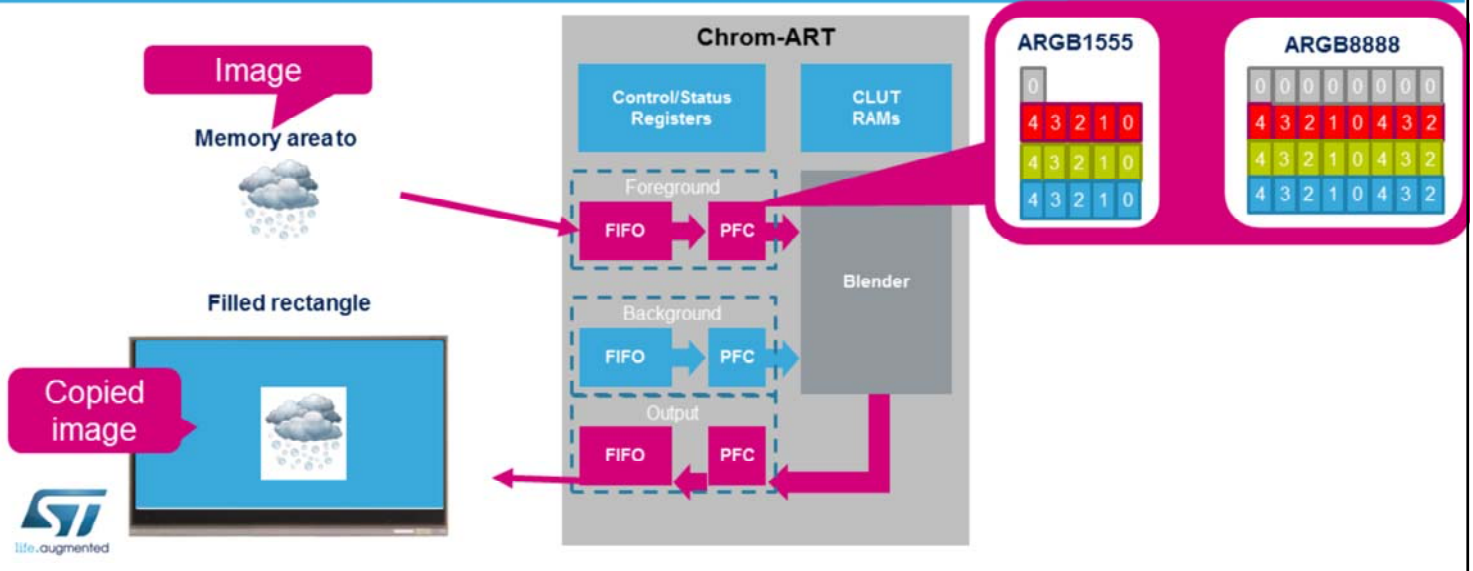 Image
Memory area to
Filled rectangle
Copied
image
life.augmented
Chrom-ART
Control/Status
Registers
CLUT
RAMs
Foreground
FIFO
PFC
Background
FIFO
PFC
Output
FIFO
PFC
Blender
ARGB1555
0
4 3 2 1 0
4 3 2 1 0
4 3 2 1 0
ARGB8888
0 0 0 0 0 0 0 0
4 3 2 1 0 4 3 2
4 3 2 1 0 4 3 2
4 3 2 1 0 4 3 2